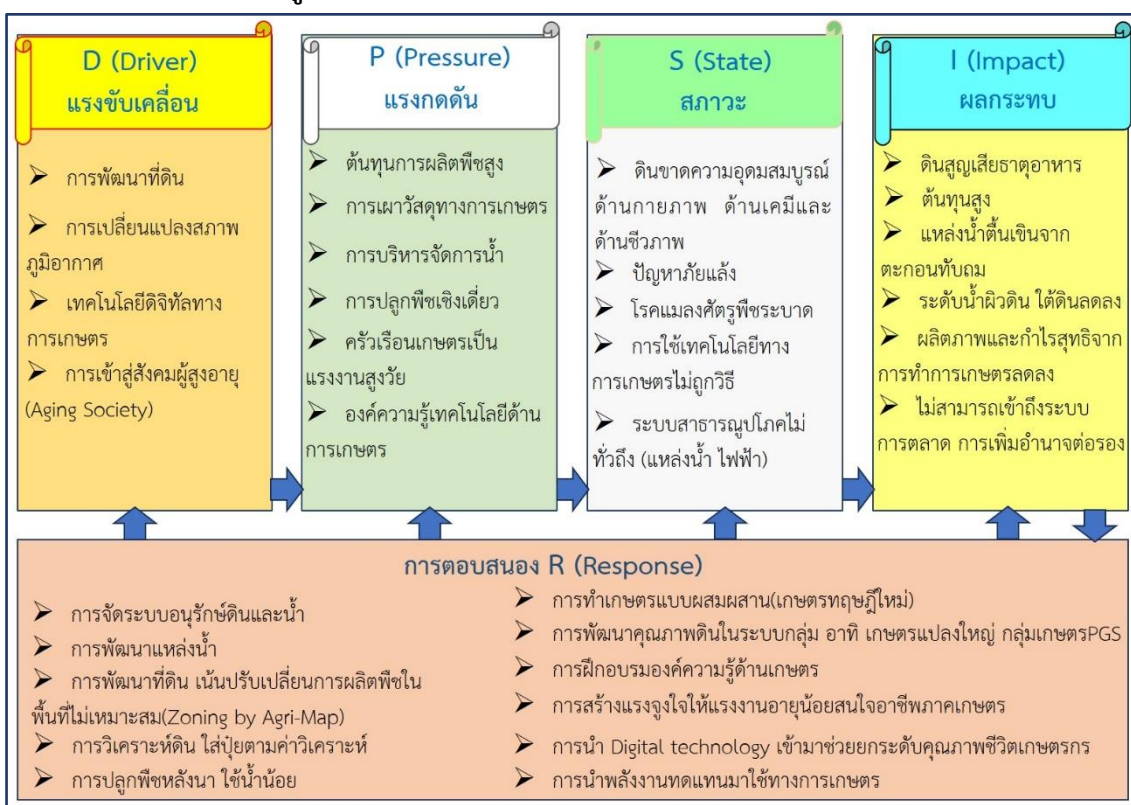 D (Driver)
แรงขับเคลื่อน
➤ การพัฒนาที่ดิน
➤ การเปลี่ยนแปลงสภาพ
ภูมิอากาศ
➤ เทคโนโลยีดิจิทัลทาง
การเกษตร
➤ การเข้าสู่สังคมผู้สูงอายุ
(Aging Society)
P (Pressure)
แรงกดดัน
➤ ต้นทุนการผลิตพืชสูง
➤ การเผาวัสดุทางการเกษตร
➤ การบริหารจัดการน้ำ
➤ การปลูกพืชเชิงเดี่ยว
➤ ครัวเรือนเกษตรเป็น
แรงงานสูงวัย
➤ องค์ความรู้เทคโนโลยีด้าน
การเกษตร
S (State)
สภาวะ
➤ ดินขาดความอุดมสมบูรณ์
ด้านกายภาพ ด้านเคมีและ
ด้านชีวภาพ
➤ ปัญหาภัยแล้ง
➤ โรคแมลงศัตรูพืชระบาด
➤ การใช้เทคโนโลยีทาง
การเกษตรไม่ถูกวิธี
➤ ระบบสาธารณูปโภคไม่
ทั่วถึง (แหล่งน้ำ ไฟฟ้า)
I (Impact)
ผลกระทบ
➤ ดินสูญเสียธาตุอาหาร
➤ ต้นทุนสูง
➤ แหล่งน้ำตื้นเขินจาก
ตะกอนทับถม
➤ ระดับน้ำผิวดิน ใต้ดินลดลง
➤ ผลิตภาพและกำไรสุทธิจาก
การทำการเกษตรลดลง
➤ ไม่สามารถเข้าถึงระบบ
การตลาด การเพิ่มอำนาจต่อรอง
การตอบสนอง R (Response)
➤ การจัดระบบอนุรักษ์ดินและน้ำ
➤ การพัฒนาแหล่งน้ำ
➤ การพัฒนาที่ดิน เน้นปรับเปลี่ยนการผลิตพืชใน
พื้นที่ไม่เหมาะสม(Zoning by Agri-Map)
➤ การวิเคราะห์ดิน ใส่ปุ๋ยตามค่าวิเคราะห์
➤ การปลูกพืชหลังนา ใช้น้ำน้อย
➤ การทำเกษตรแบบผสมผสาน(เกษตรทฤษฎีใหม่)
➤ การพัฒนาคุณภาพดินในระบบกลุ่ม อาทิ เกษตรแปลงใหญ่ กลุ่มเกษตรPGS
➤ การฝึกอบรมองค์ความรู้ด้านเกษตร
➤ การสร้างแรงจูงใจให้แรงงานอายุน้อยสนใจอาชีพภาคเกษตร
➤ การนำ Digital technology เข้ามาช่วยยกระดับคุณภาพชีวิตเกษตรกร
➤ การนำพลังงานทดแทนมาใช้ทางการเกษตร